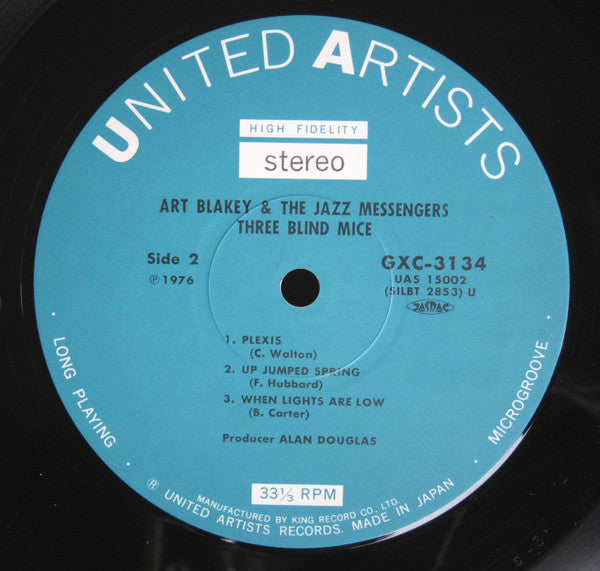 UNITED ARTISTS
HIGH FIDELITY
stereo
ART BLAKEY & THE JAZZ MESSENGERS
THREE BLIND MICE
Side 2
℗ 1976
GXC-3134
UAS 15002
(SILBT 2853) U
JASRAC
1. PLEXIS
(C. Walton)
2. UP JUMPED SPRING
(F. Hubbard)
3. WHEN LIGHTS ARE LOW
(B. Carter)
Producer ALAN DOUGLAS
· LONG PLAYING ·
· MICROGROOVE ·
33⅓ RPM
MANUFACTURED BY KING RECORD CO., LTD.
® UNITED ARTISTS RECORDS. MADE IN JAPAN